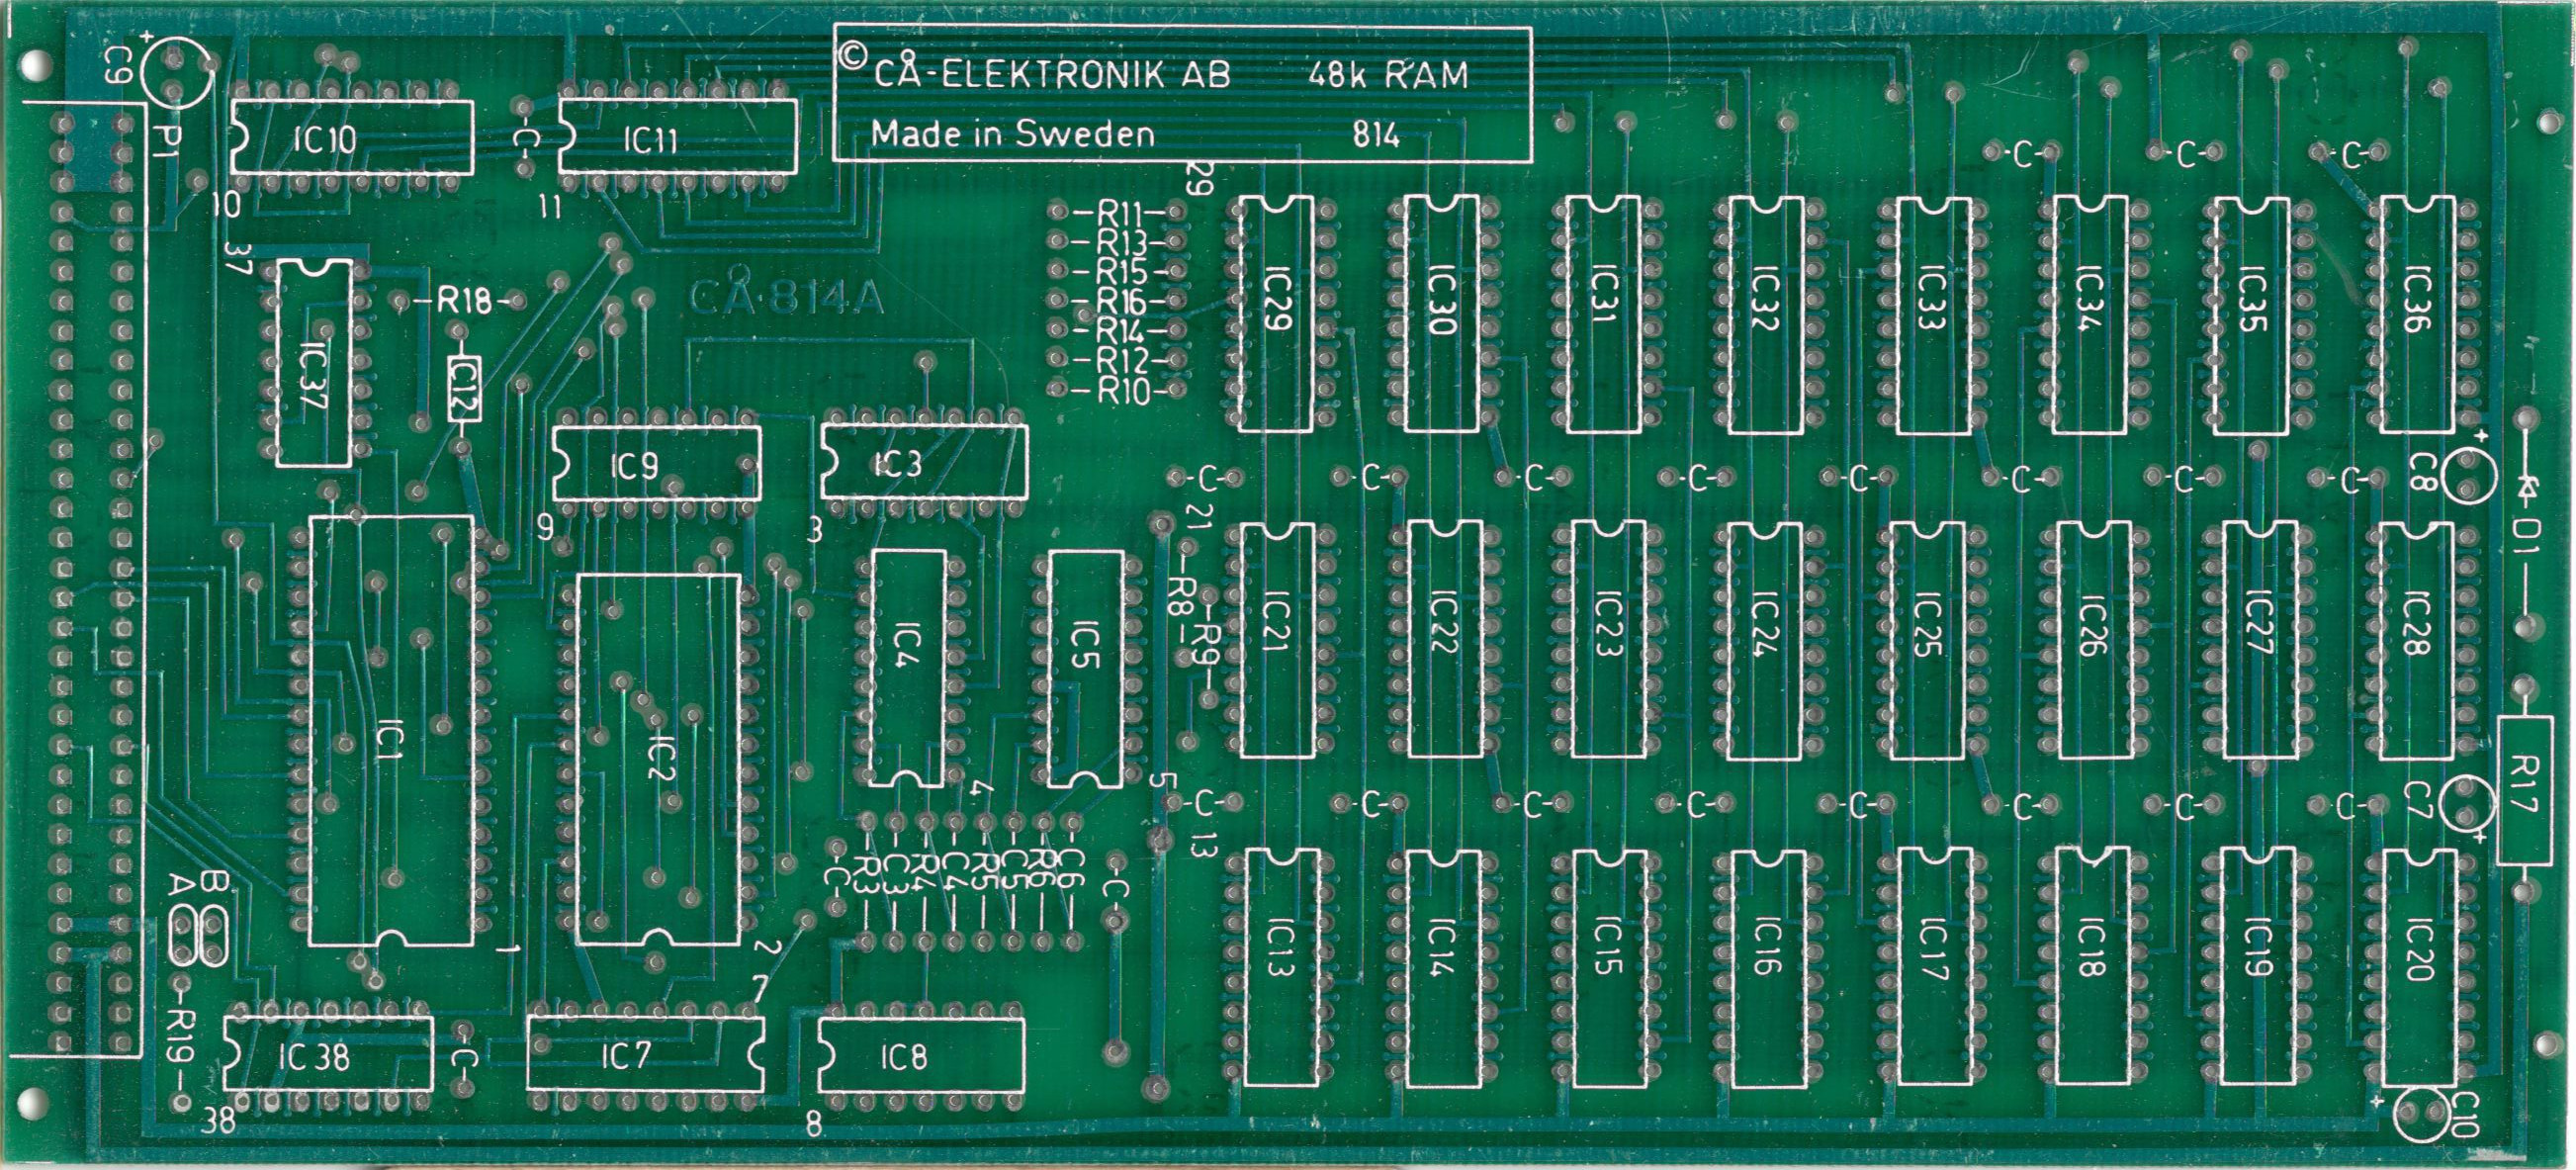 © CÅ-ELEKTRONIK AB 48k RAM
Made in Sweden 814
+
C9
P1
IC10
-C-
IC11
10
11
29
37
IC37
-R18-
C12
CÅ-814A
-R11-
-R13-
-R15-
-R16-
-R14-
-R12-
-R10-
IC29
IC30
IC31
IC32
IC33
IC34
IC35
IC36
-C-
-C-
-C-
IC9
IC3
9
3
-C-
-C-
-C-
-C-
-C-
-C-
-C-
-C-
+
C8
D1
21
-R8-
-R9-
IC1
IC2
IC4
IC5
4
5
IC21
IC22
IC23
IC24
IC25
IC26
IC27
IC28
R17
-C-
-C-
-C-
-C-
-C-
-C-
-C-
-C-
C7
+
13
A
B
1
2
7
-C-
-R3-
-C3-
-R4-
-C4-
-R5-
-C5-
-R6-
-C6-
-C-
IC13
IC14
IC15
IC16
IC17
IC18
IC19
IC20
-R19-
IC38
-C-
IC7
IC8
38
8
+
C10